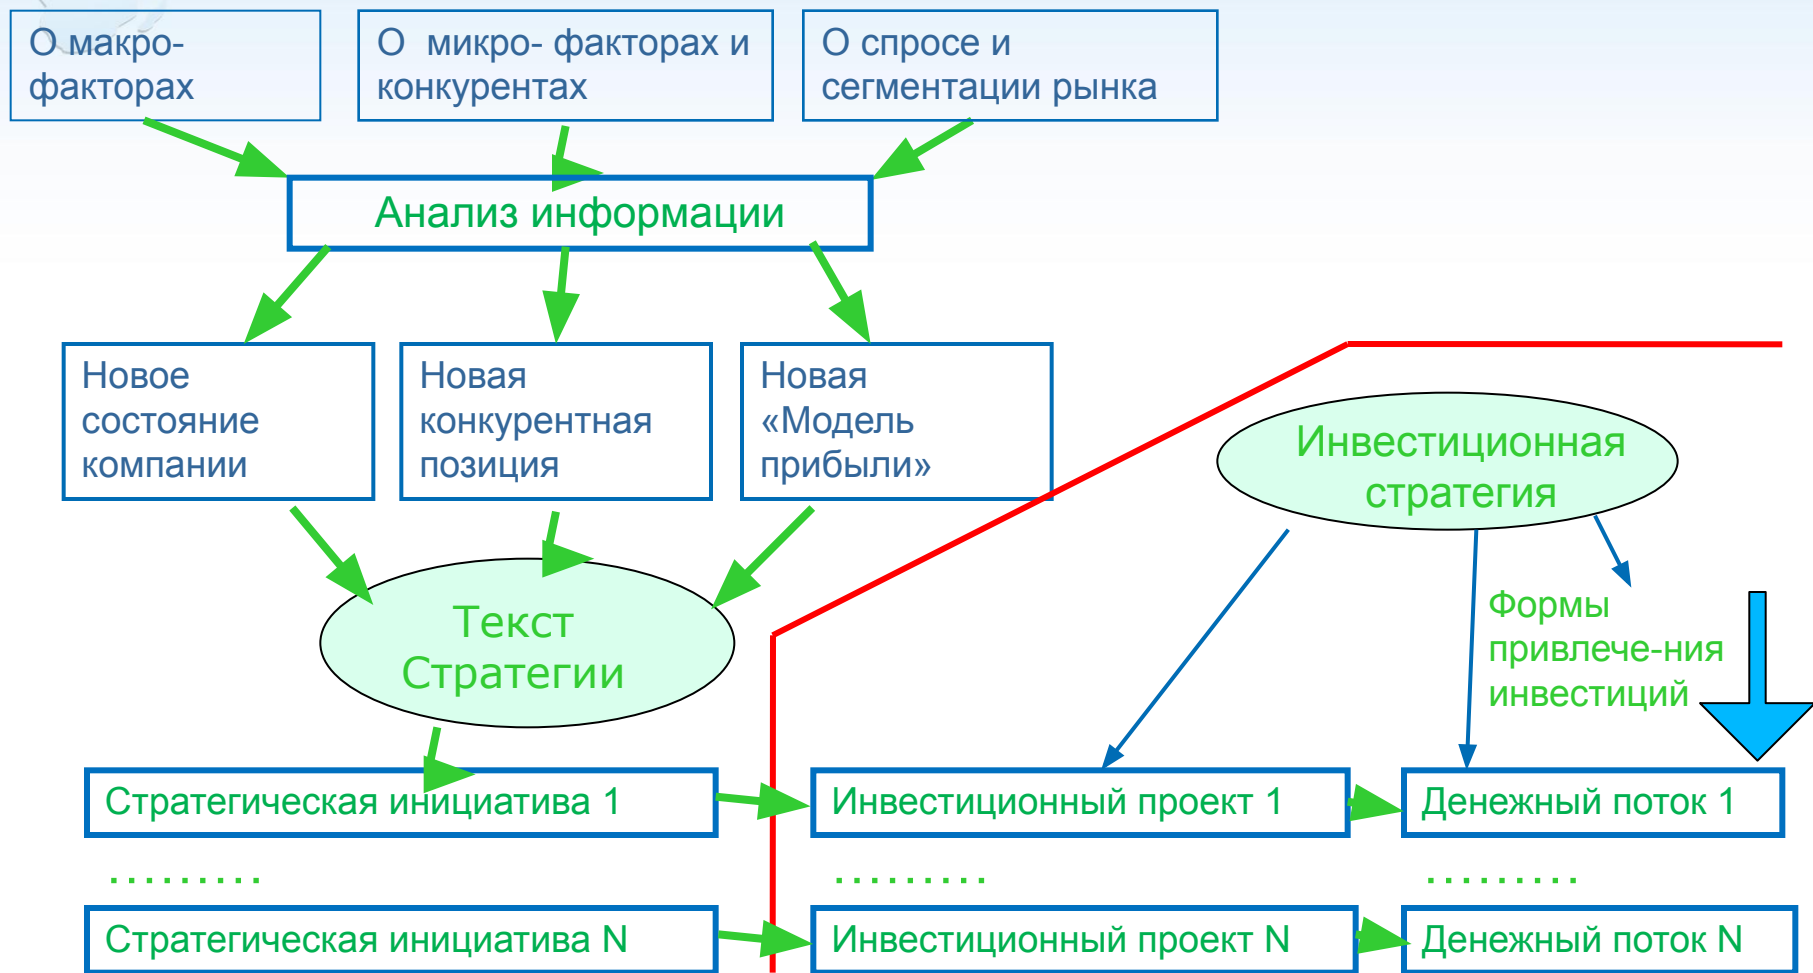 О макро-
факторах
О микро- факторах и
конкурентах
О спросе и
сегментации рынка
Анализ информации
Новое
состояние
компании
Новая
конкурентная
позиция
Новая
«Модель
прибыли»
Инвестиционная
стратегия
Текст
Стратегии
Формы
привлече-ния
инвестиций
Стратегическая инициатива 1
Инвестиционный проект 1
Денежный поток 1
.........
.........
.........
Стратегическая инициатива N
Инвестиционный проект N
Денежный поток N